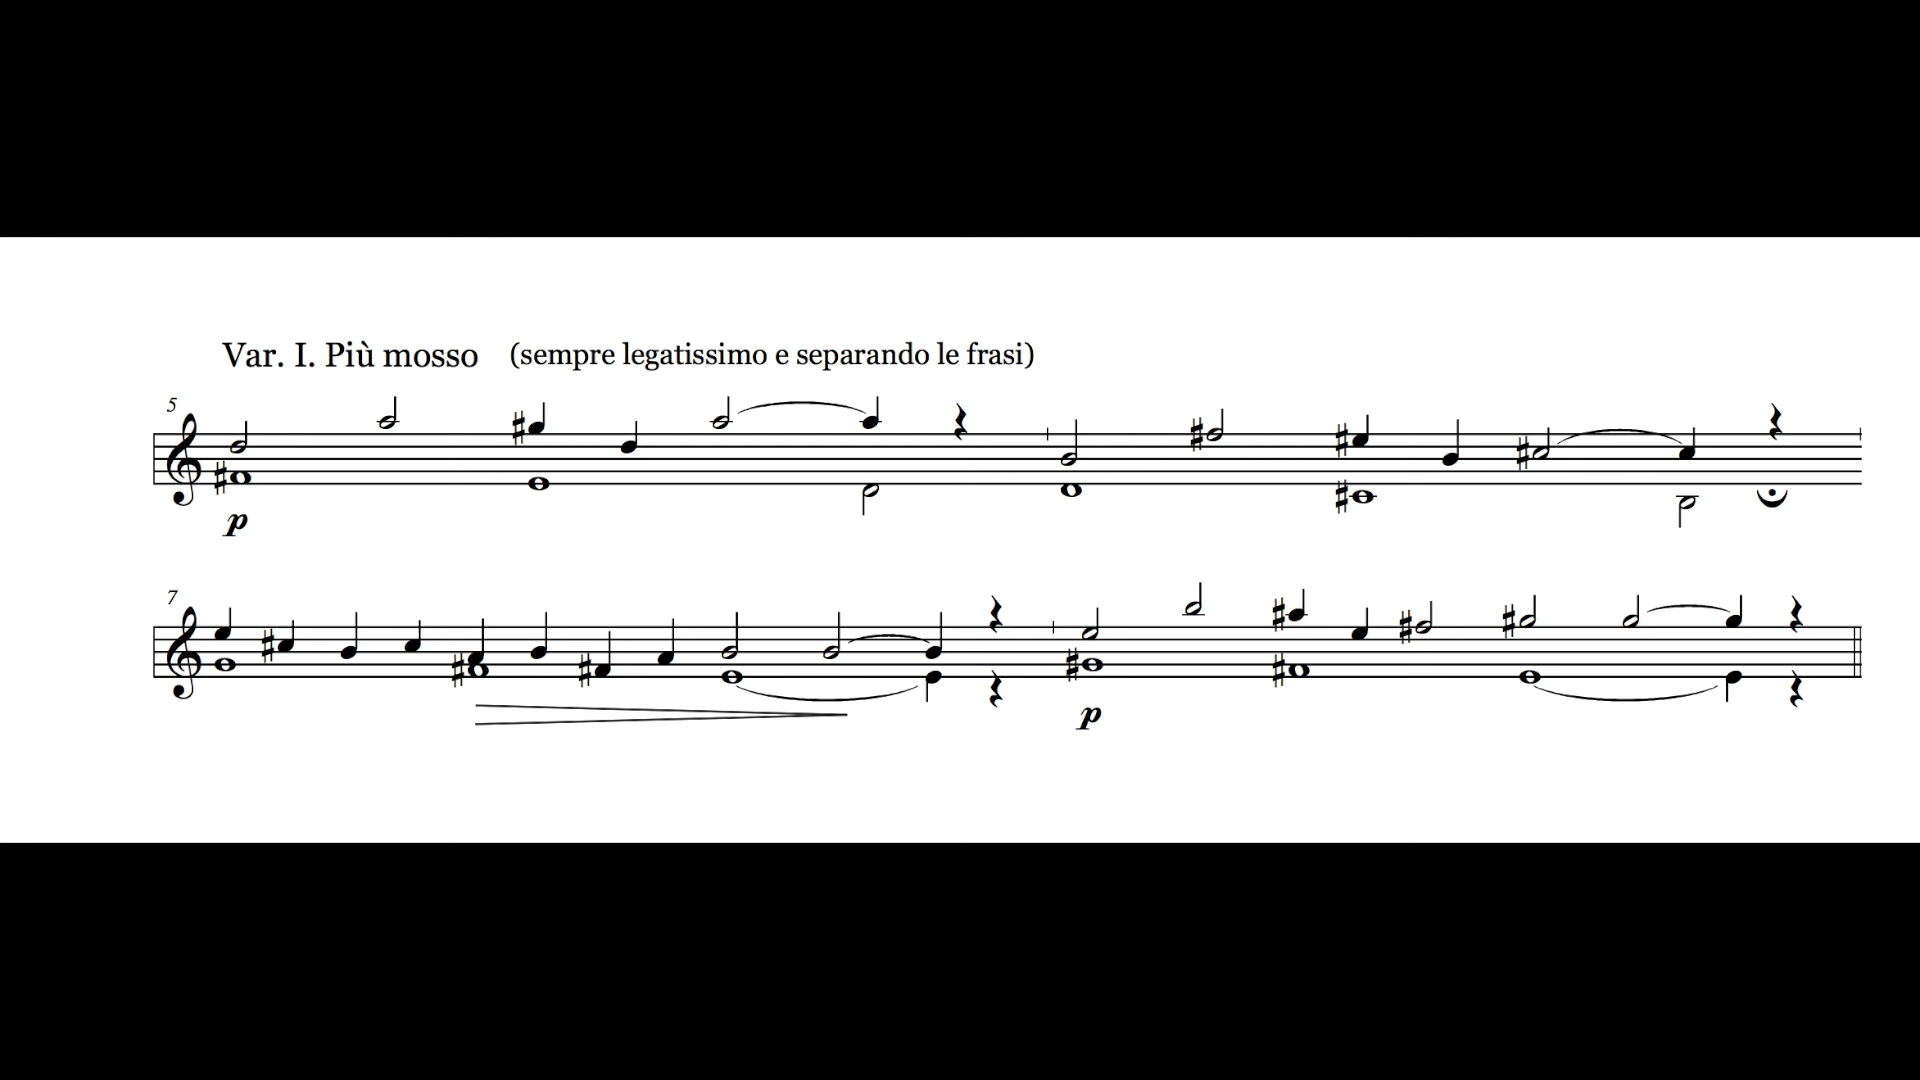 Var. I. Più mosso (sempre legatissimo e separando le frasi)
5
p
7
p